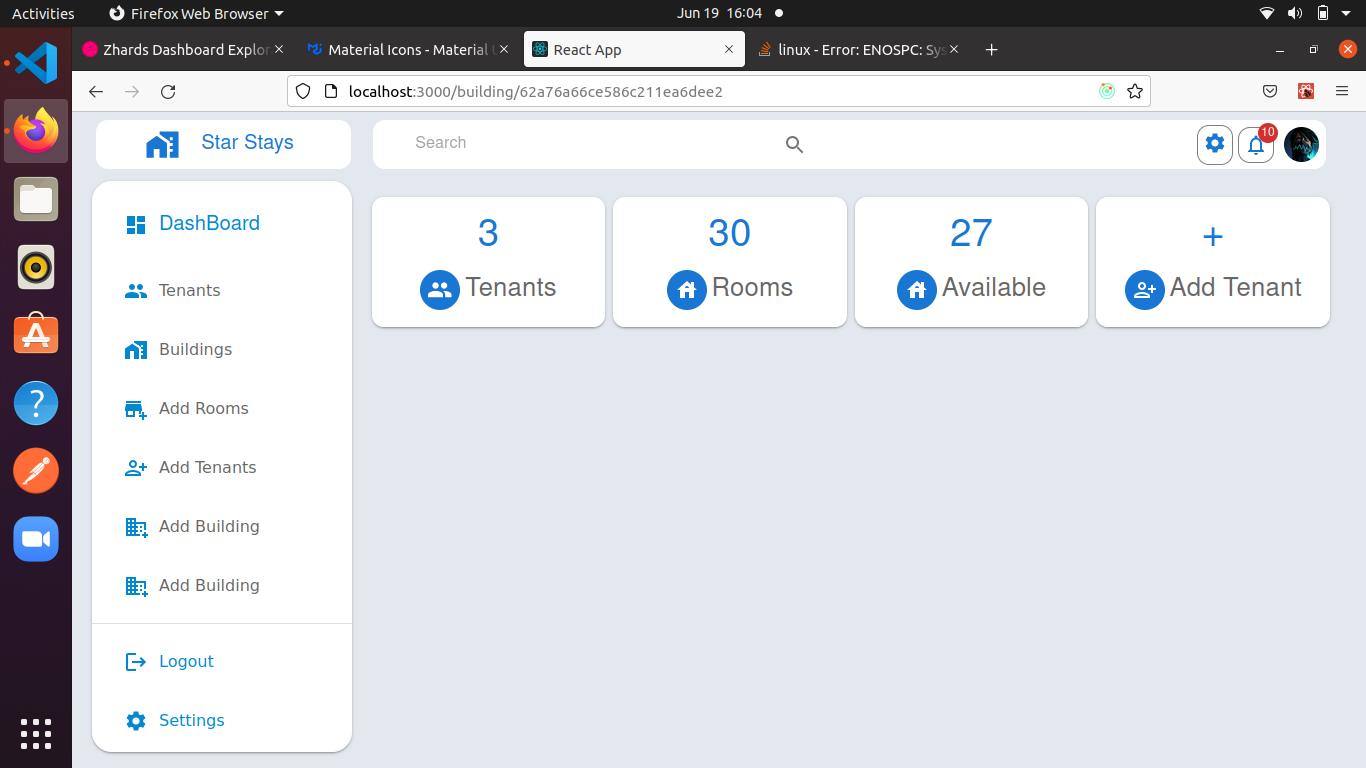 Activities
Firefox Web Browser
Jun 19 16:04
Zhards Dashboard Explor
Material Icons - Material
React App
linux - Error: ENOSPC: Sys
localhost:3000/building/62a76a66ce586c211ea6dee2
Star Stays
Search
10
DashBoard
Tenants
Buildings
Add Rooms
Add Tenants
Add Building
Add Building
Logout
Settings
3
Tenants
30
Rooms
27
Available
+
Add Tenant